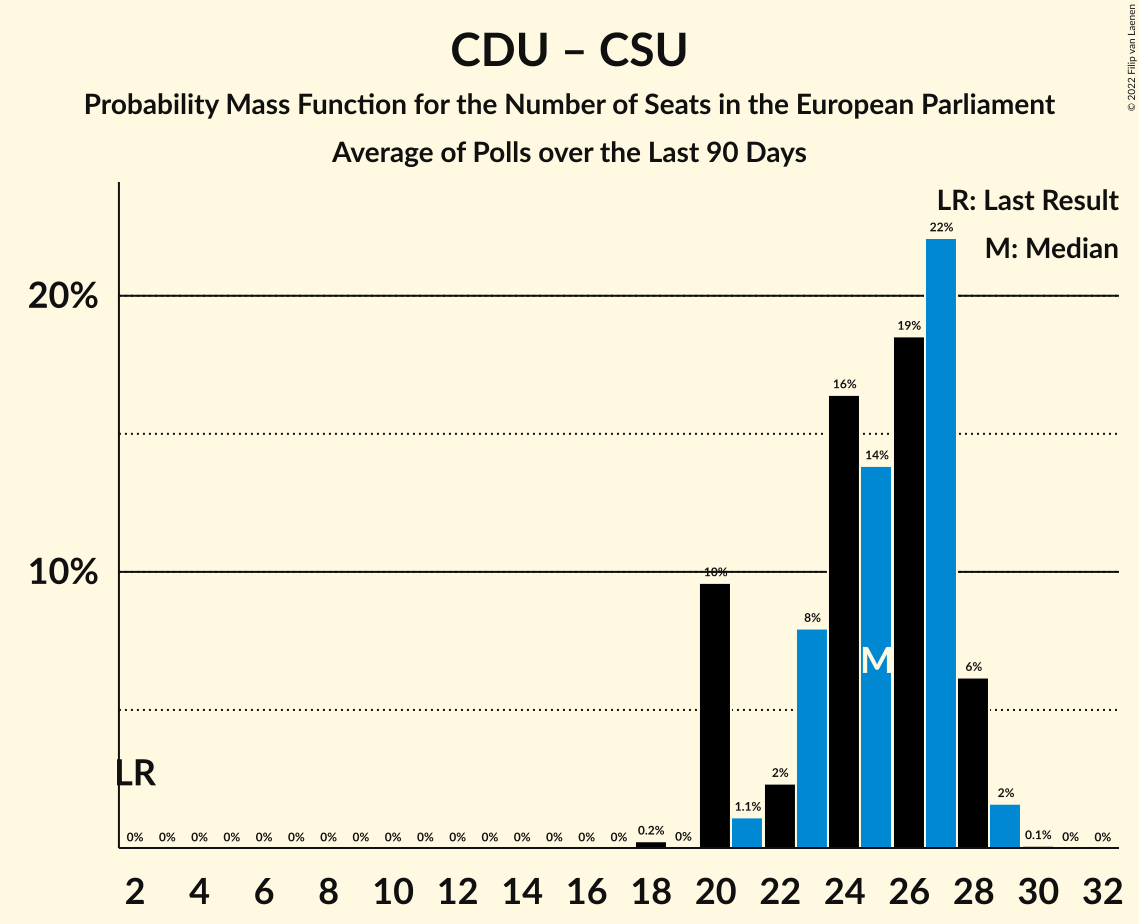 CDU – CSU
Probability Mass Function for the Number of Seats in the European Parliament
Average of Polls over the Last 90 Days
© 2022 Filip van Laenen
LR: Last Result
M: Median
20%
10%
LR
M
0% 0% 0% 0% 0% 0% 0% 0% 0% 0% 0% 0% 0% 0% 0% 0% 0.2% 0% 10% 1.1% 2% 8% 16% 14% 19% 22% 6% 2% 0.1% 0% 0%
2 4 6 8 10 12 14 16 18 20 22 24 26 28 30 32